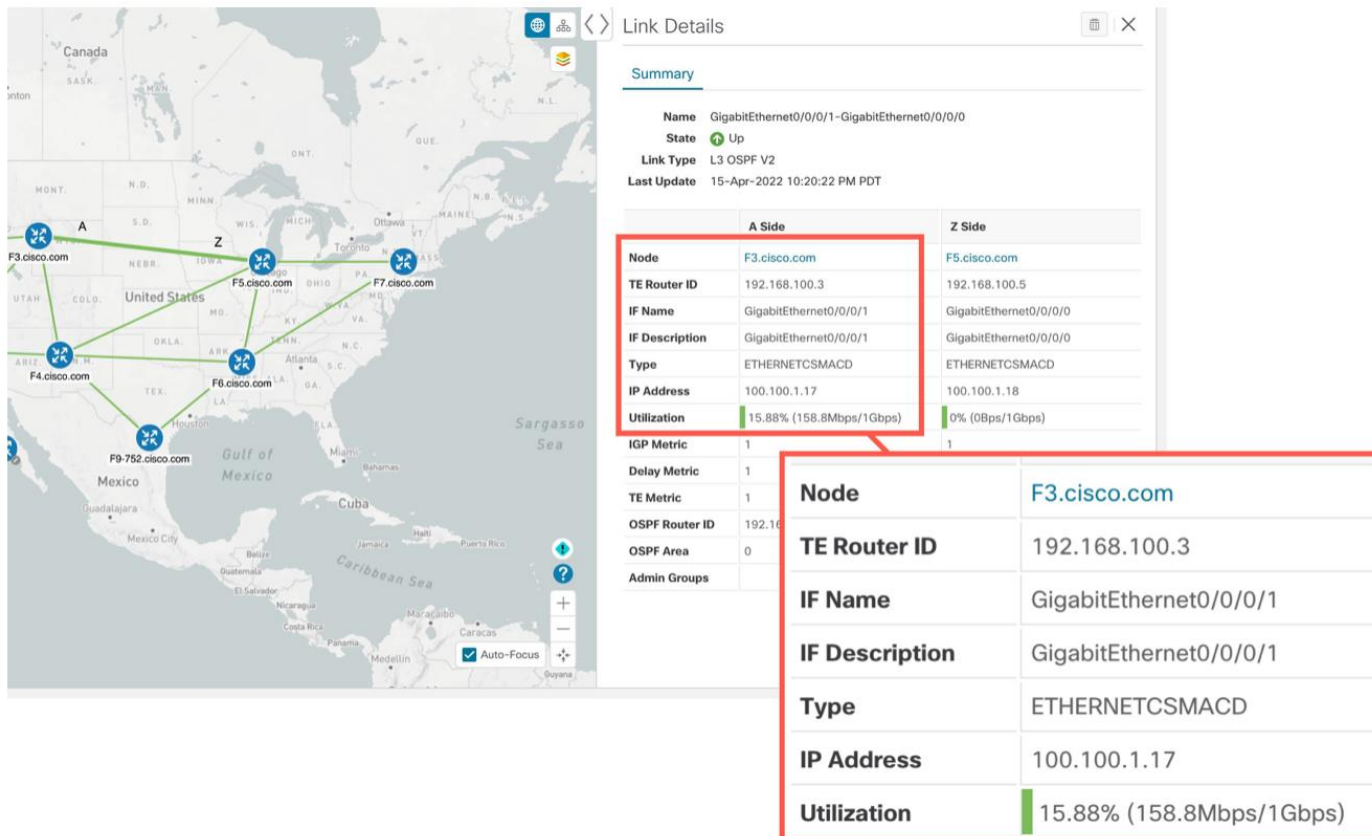 Canada
SASK.
MAN.
N.L.
onton
ONT.
QUE.
MONT.
N.D.
MINN.
N.B.
A
S.D.
WIS.
MICH
Ottawa
MAINE
N.S.
VT.
Z
Toronto
F3.cisco.com
NEBR.
IOWA
F5.cisco.com
OHIO
PA.
MASS
F7.cisco.com
UTAH
COLO.
United States
IND.
MD.
MO.
KY.
VA.
OKLA.
ARK.
TENN.
N.C.
ARIZ.
N.M.
Atlanta
S.C.
F4.cisco.com
F6.cisco.com
LA.
GA.
TEX.
LA.
Houston
FLA.
Sargasso
Sea
F9-752.cisco.com
Gulf of
Mexico
Miami
Bahamas
Mexico
Guadalajara
Cuba
Mexico City
Haiti
Jamaica
Puerto Rico
Belize
Guatemala
Caribbean Sea
El Salvador
Nicaragua
Costa Rica
Maracaibo
Caracas
Panama
Medellin
Guyana
Auto-Focus
Link Details
Summary
Name GigabitEthernet0/0/0/1-GigabitEthernet0/0/0/0
State Up
Link Type L3 OSPF V2
Last Update 15-Apr-2022 10:20:22 PM PDT
A Side Z Side
Node F3.cisco.com F5.cisco.com
TE Router ID 192.168.100.3 192.168.100.5
IF Name GigabitEthernet0/0/0/1 GigabitEthernet0/0/0/0
IF Description GigabitEthernet0/0/0/1 GigabitEthernet0/0/0/0
Type ETHERNETCSMACD ETHERNETCSMACD
IP Address 100.100.1.17 100.100.1.18
Utilization 15.88% (158.8Mbps/1Gbps) 0% (0Bps/1Gbps)
IGP Metric 1 1
Delay Metric 1
TE Metric 1
OSPF Router ID 192.16
OSPF Area 0
Admin Groups
Node F3.cisco.com
TE Router ID 192.168.100.3
IF Name GigabitEthernet0/0/0/1
IF Description GigabitEthernet0/0/0/1
Type ETHERNETCSMACD
IP Address 100.100.1.17
Utilization 15.88% (158.8Mbps/1Gbps)